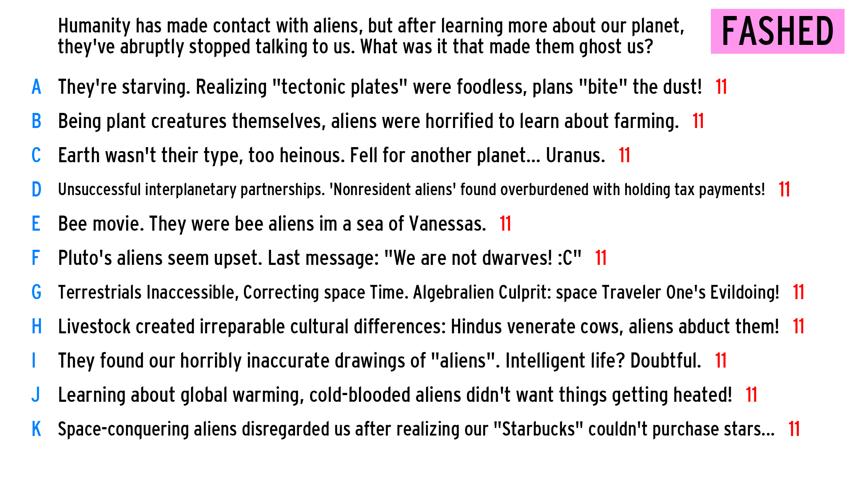 Humanity has made contact with aliens, but after learning more about our planet,
they've abruptly stopped talking to us. What was it that made them ghost us?
FASHED
A They're starving. Realizing "tectonic plates" were foodless, plans "bite" the dust! 11
B Being plant creatures themselves, aliens were horrified to learn about farming. 11
C Earth wasn't their type, too heinous. Fell for another planet... Uranus. 11
D Unsuccessful interplanetary partnerships. 'Nonresident aliens' found overburdened with holding tax payments! 11
E Bee movie. They were bee aliens im a sea of Vanessas. 11
F Pluto's aliens seem upset. Last message: "We are not dwarves! :C" 11
G Terrestrials Inaccessible, Correcting space Time. Algebralien Culprit: space Traveler One's Evildoing! 11
H Livestock created irreparable cultural differences: Hindus venerate cows, aliens abduct them! 11
I They found our horribly inaccurate drawings of "aliens". Intelligent life? Doubtful. 11
J Learning about global warming, cold-blooded aliens didn't want things getting heated! 11
K Space-conquering aliens disregarded us after realizing our "Starbucks" couldn't purchase stars... 11